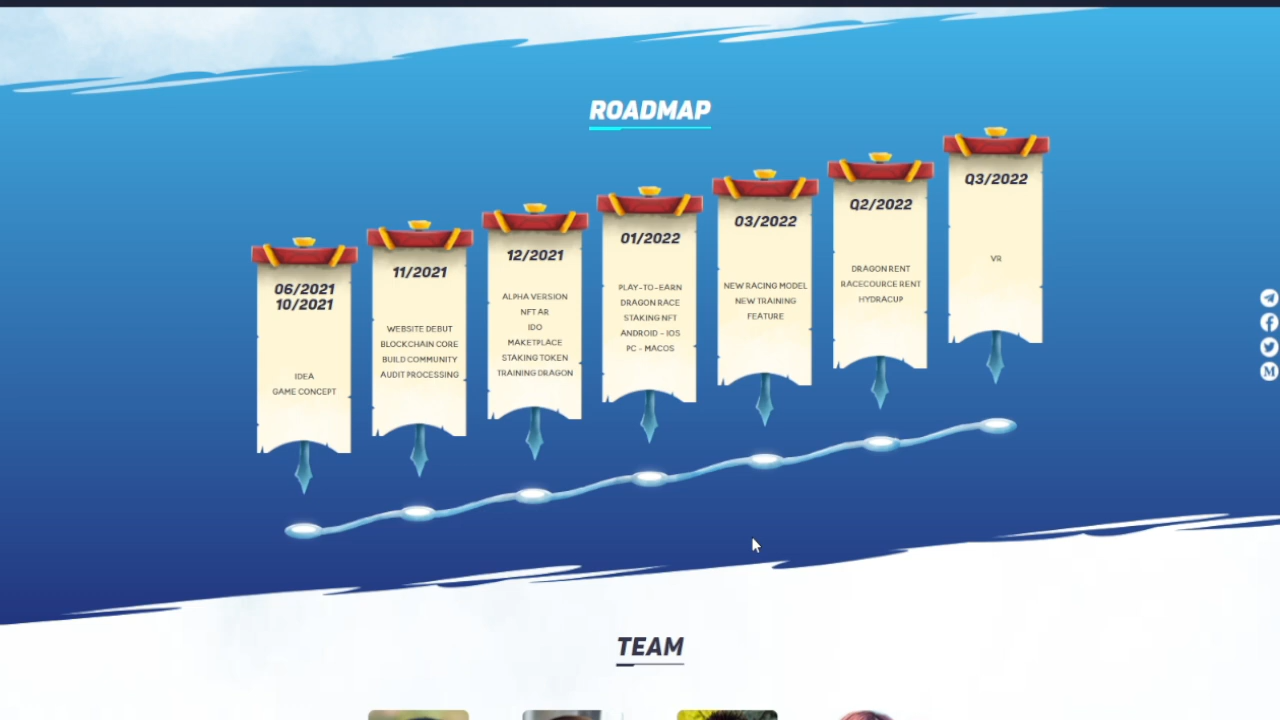 ROADMAP
06/2021
10/2021
IDEA
GAME CONCEPT
11/2021
WEBSITE DEBUT
BLOCKCHAIN CORE
BUILD COMMUNITY
AUDIT PROCESSING
12/2021
ALPHA VERSION
NFT AR
IDO
MAKETPLACE
STAKING TOKEN
TRAINING DRAGON
01/2022
PLAY-TO-EARN
DRAGON RACE
STAKING NFT
ANDROID - IOS
PC - MACOS
03/2022
NEW RACING MODEL
NEW TRAINING
FEATURE
Q2/2022
DRAGON RENT
RACECOURCE RENT
HYDRACUP
Q3/2022
VR
TEAM